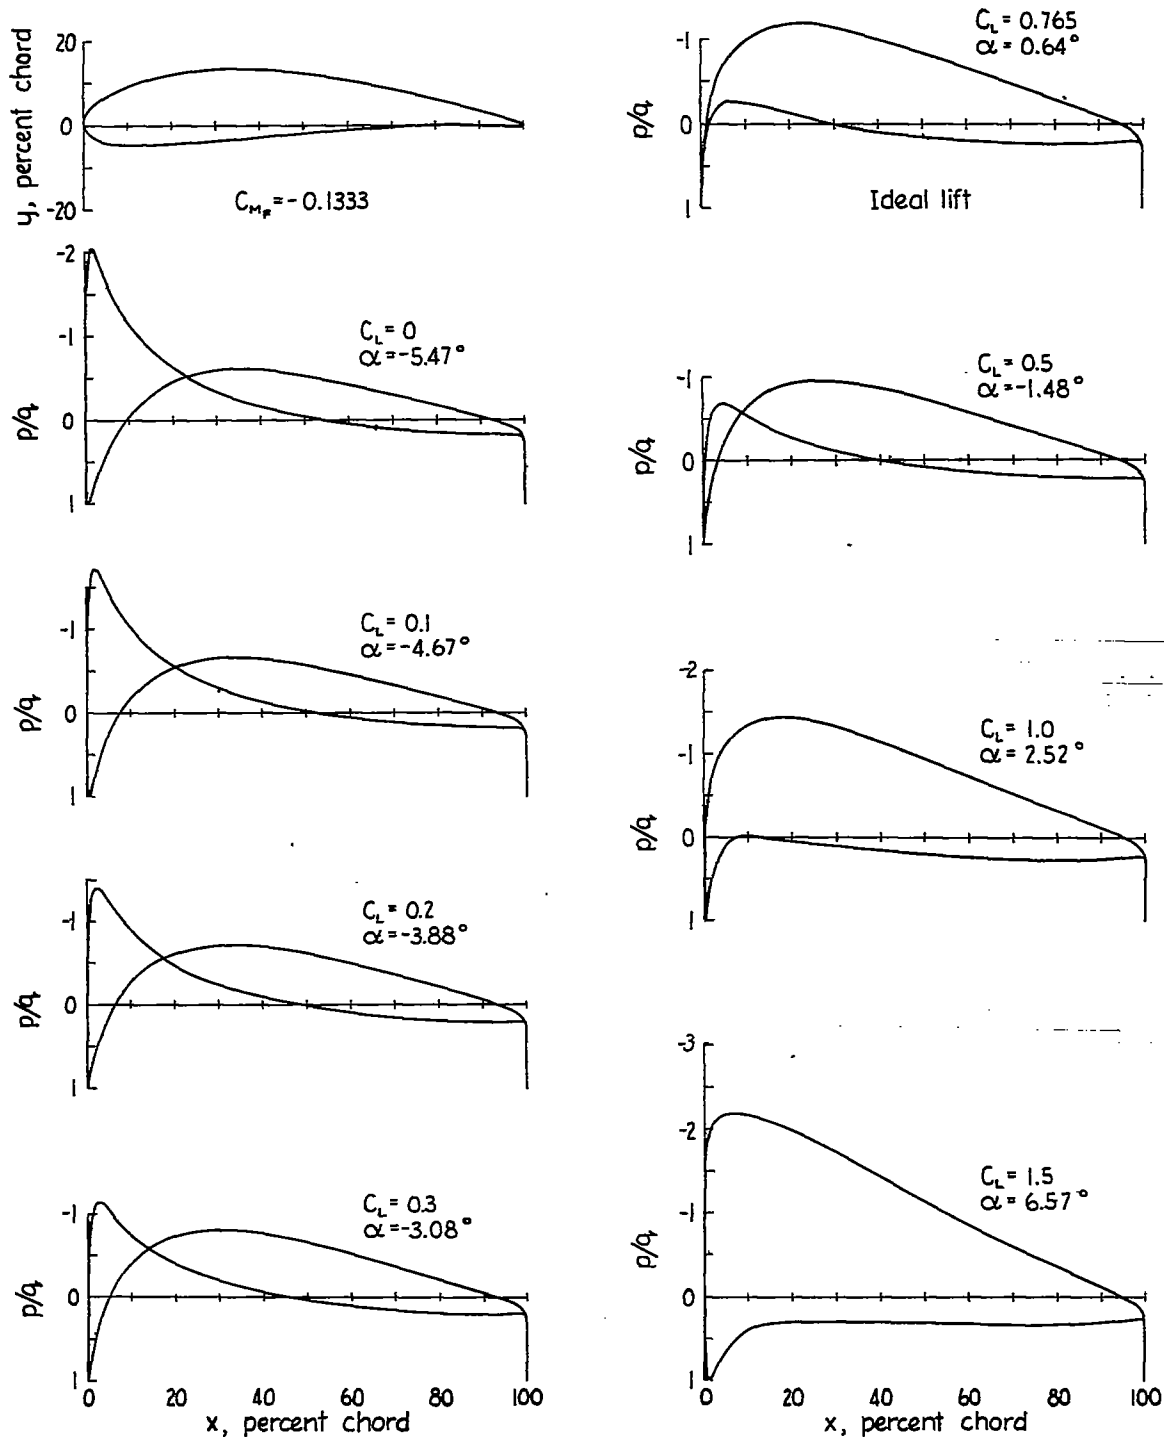 y, percent chord
20
0
-20
C_MF = -0.1333
p/q
-2
-1
0
1
C_L = 0
α = -5.47°
p/q
-1
0
1
C_L = 0.1
α = -4.67°
p/q
-1
0
1
C_L = 0.2
α = -3.88°
p/q
-1
0
1
C_L = 0.3
α = -3.08°
0 20 40 60 80 100
x, percent chord
p/q
-1
0
1
C_L = 0.765
α = 0.64°
Ideal lift
p/q
-1
0
1
C_L = 0.5
α = -1.48°
p/q
-2
-1
0
1
C_L = 1.0
α = 2.52°
p/q
-3
-2
-1
0
1
C_L = 1.5
α = 6.57°
0 20 40 60 80 100
x, percent chord